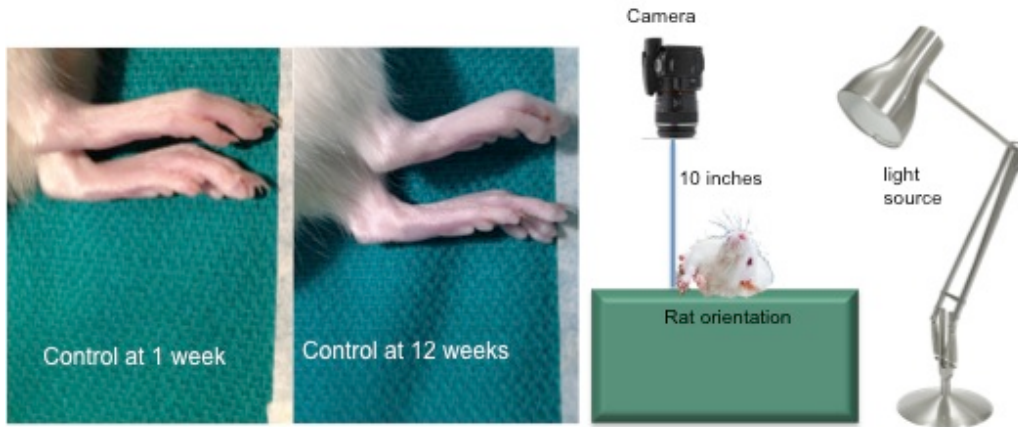 Control at 1 week
Control at 12 weeks
Camera
10 inches
light
source
Rat orientation